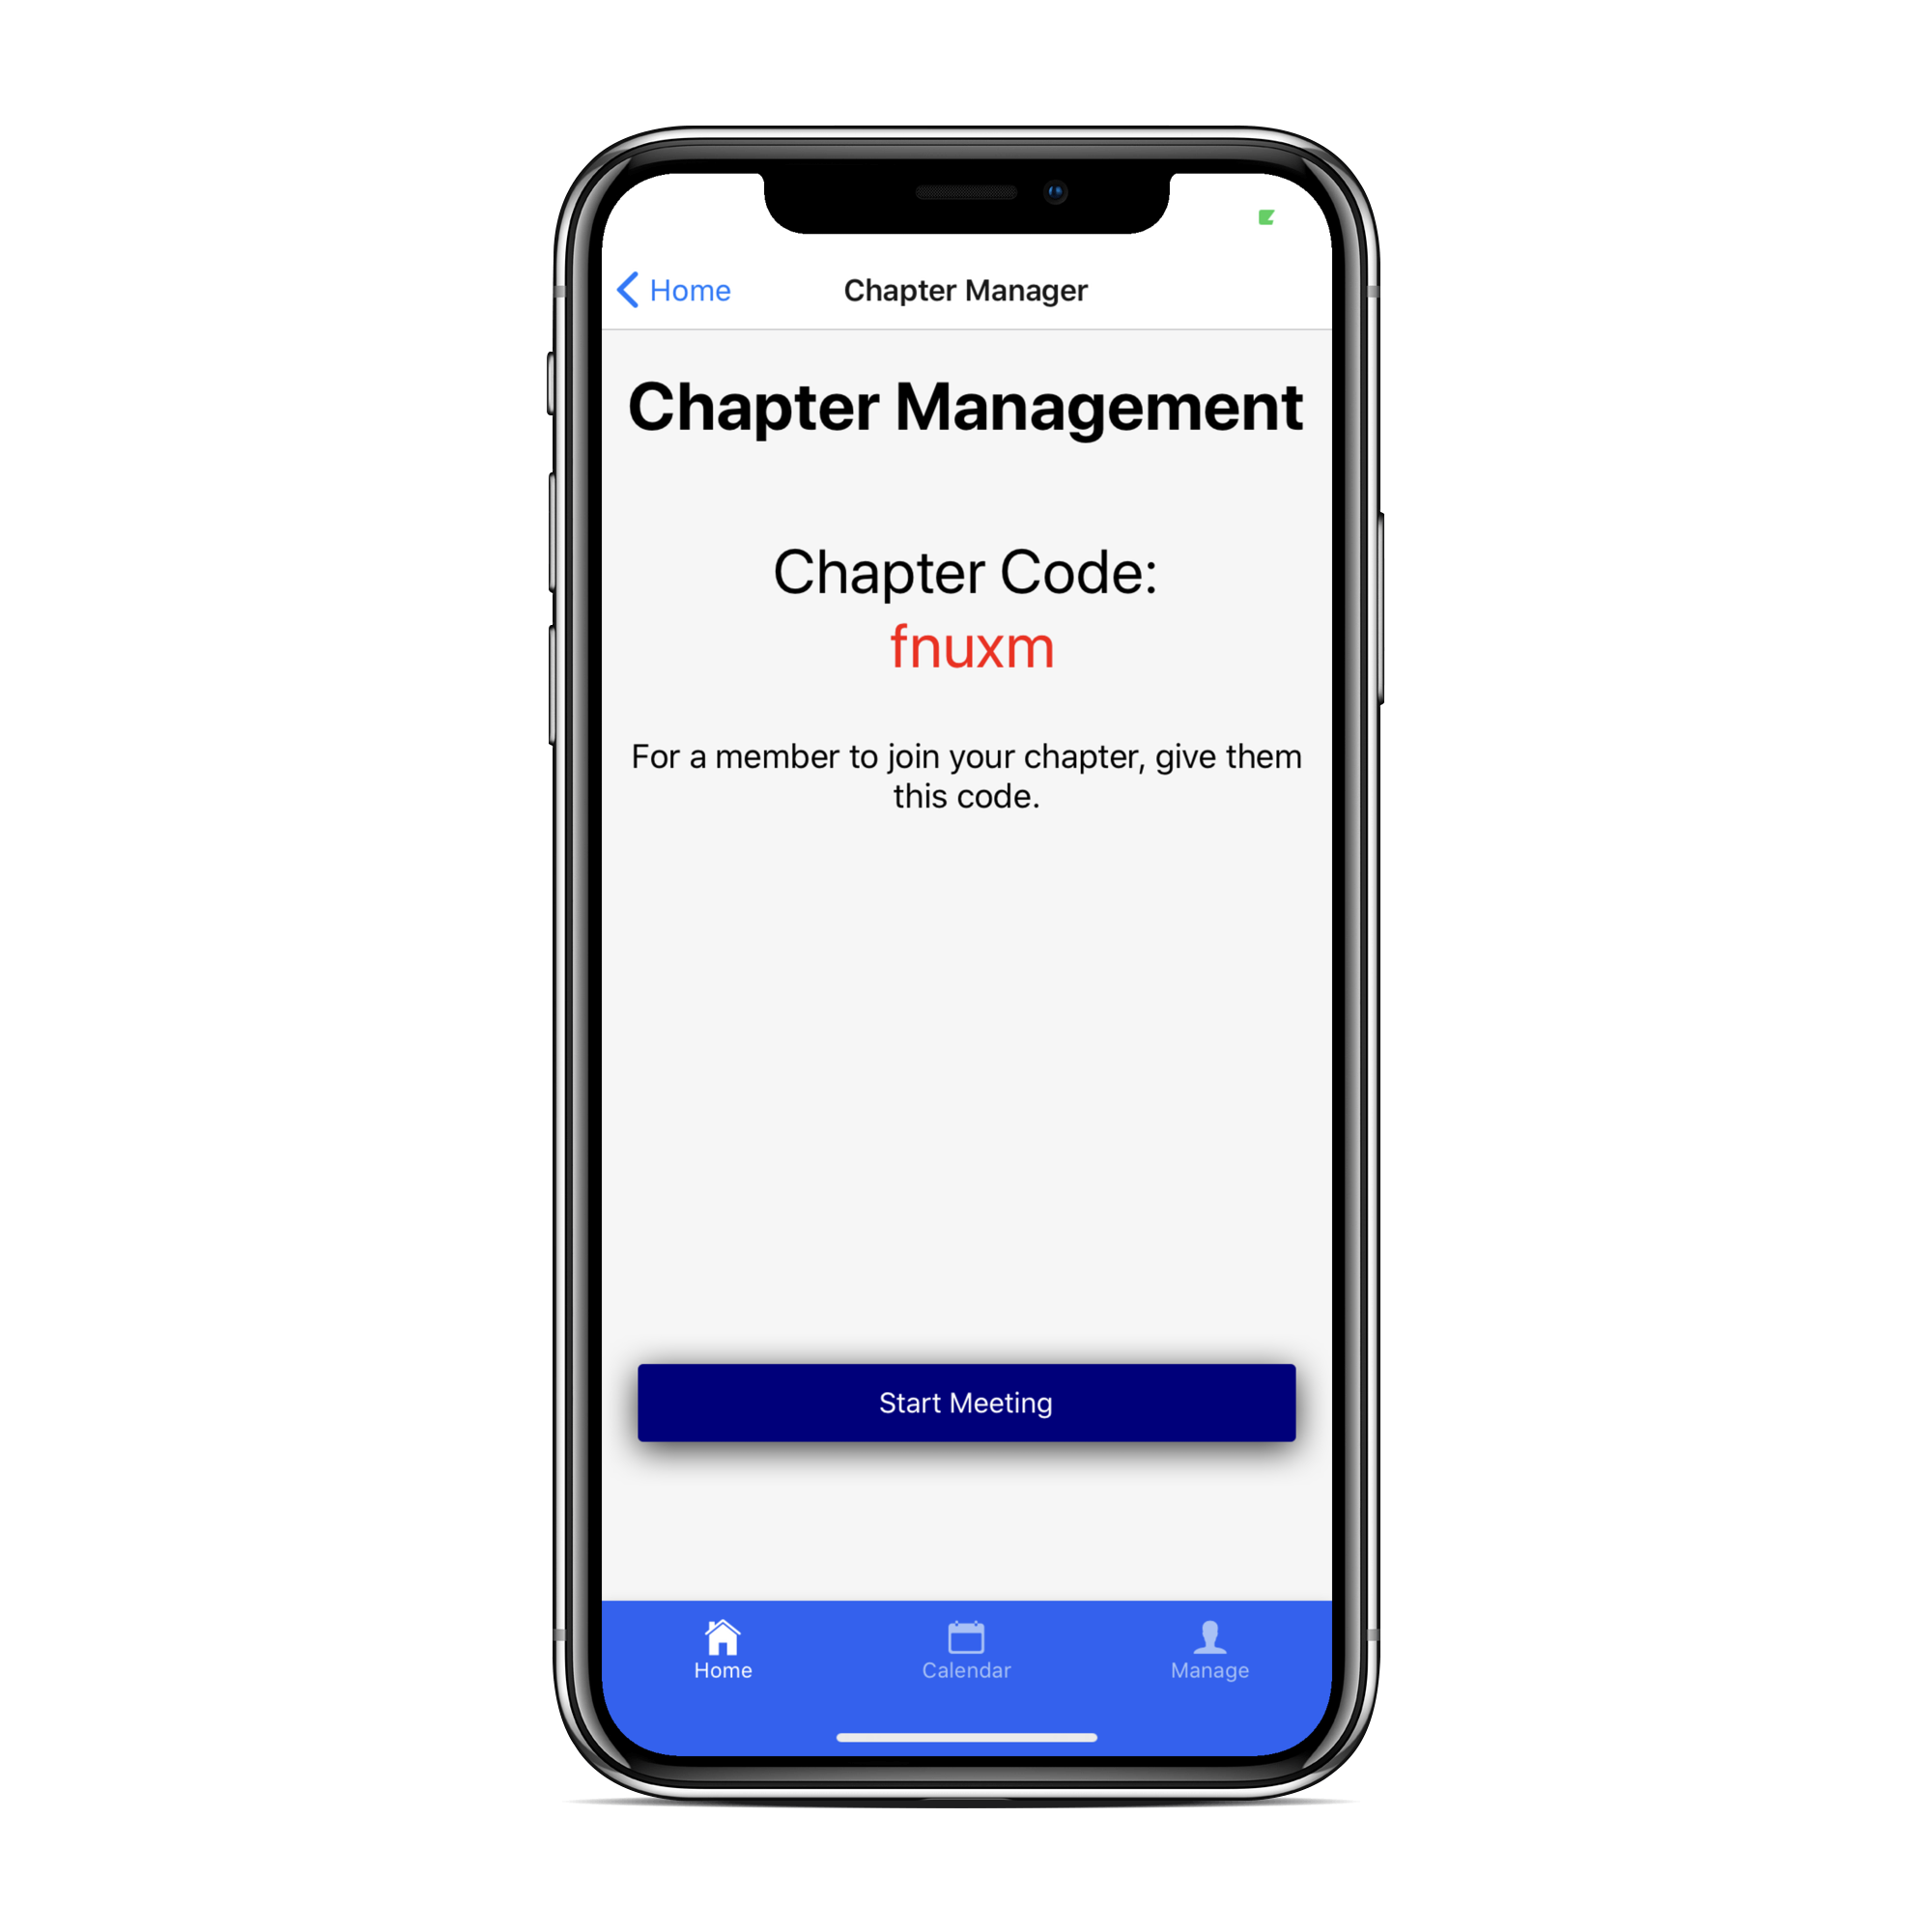 Home
Chapter Manager
Chapter Management
Chapter Code:
fnuxm
For a member to join your chapter, give them
this code.
Start Meeting
Home
Calendar
Manage